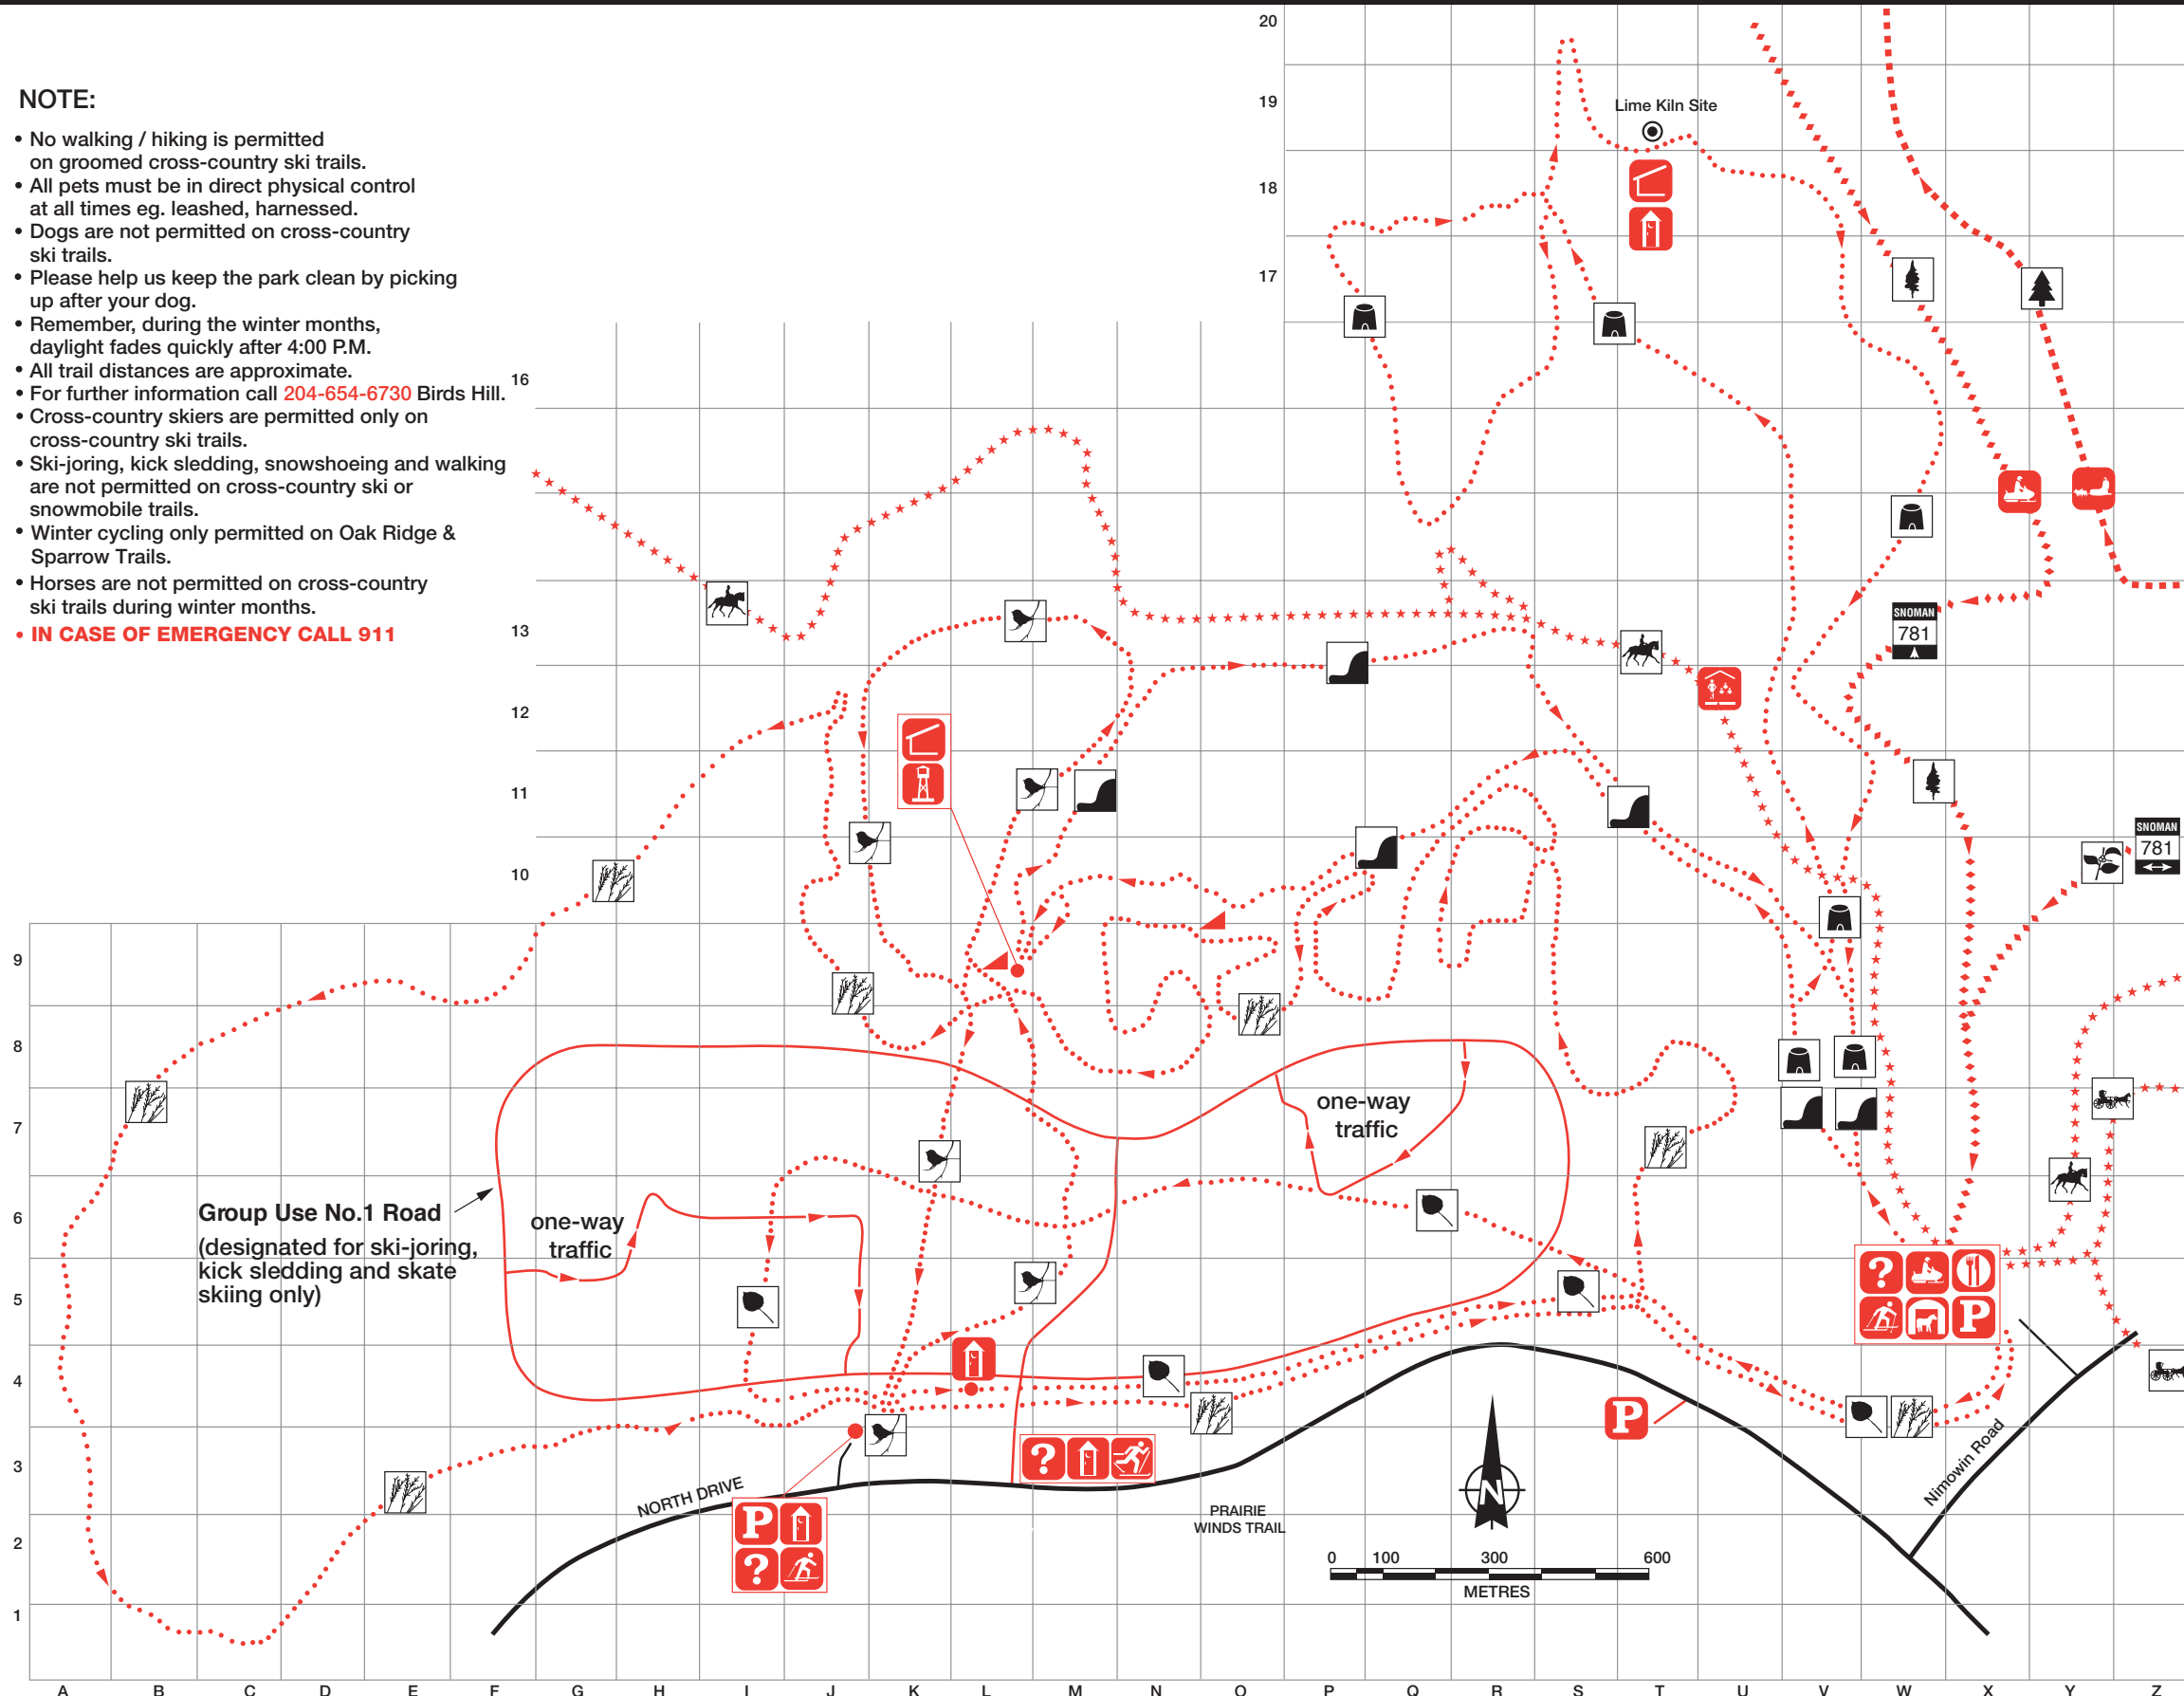 NOTE:
• No walking / hiking is permitted
on groomed cross-country ski trails.
• All pets must be in direct physical control
at all times eg. leashed, harnessed.
• Dogs are not permitted on cross-country
ski trails.
• Please help us keep the park clean by picking
up after your dog.
• Remember, during the winter months,
daylight fades quickly after 4:00 P.M.
• All trail distances are approximate.
• For further information call 204-654-6730 Birds Hill.
• Cross-country skiers are permitted only on
cross-country ski trails.
• Ski-joring, kick sledding, snowshoeing and walking
are not permitted on cross-country ski or
snowmobile trails.
• Winter cycling only permitted on Oak Ridge &
Sparrow Trails.
• Horses are not permitted on cross-country
ski trails during winter months.
• IN CASE OF EMERGENCY CALL 911
20
19
18
17
16
13
12
11
10
9
8
7
6
5
4
3
2
1
Lime Kiln Site
SNOMAN
781
SNOMAN
781
one-way
traffic
Group Use No.1 Road
(designated for ski-joring,
kick sledding and skate
skiing only)
one-way
traffic
?
P
P
?
P
?
NORTH DRIVE
PRAIRIE
WINDS TRAIL
N
Nimowin Road
0 100 300 600
METRES
A B C D E F G H I J K L M N O P Q R S T U V W X Y Z